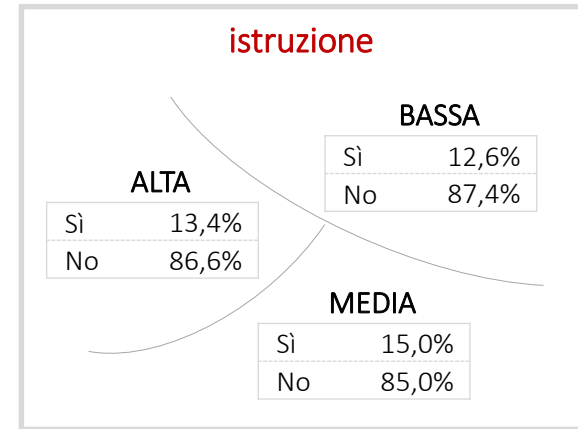 istruzione
BASSA
Sì 12,6%
No 87,4%
ALTA
Sì 13,4%
No 86,6%
MEDIA
Sì 15,0%
No 85,0%